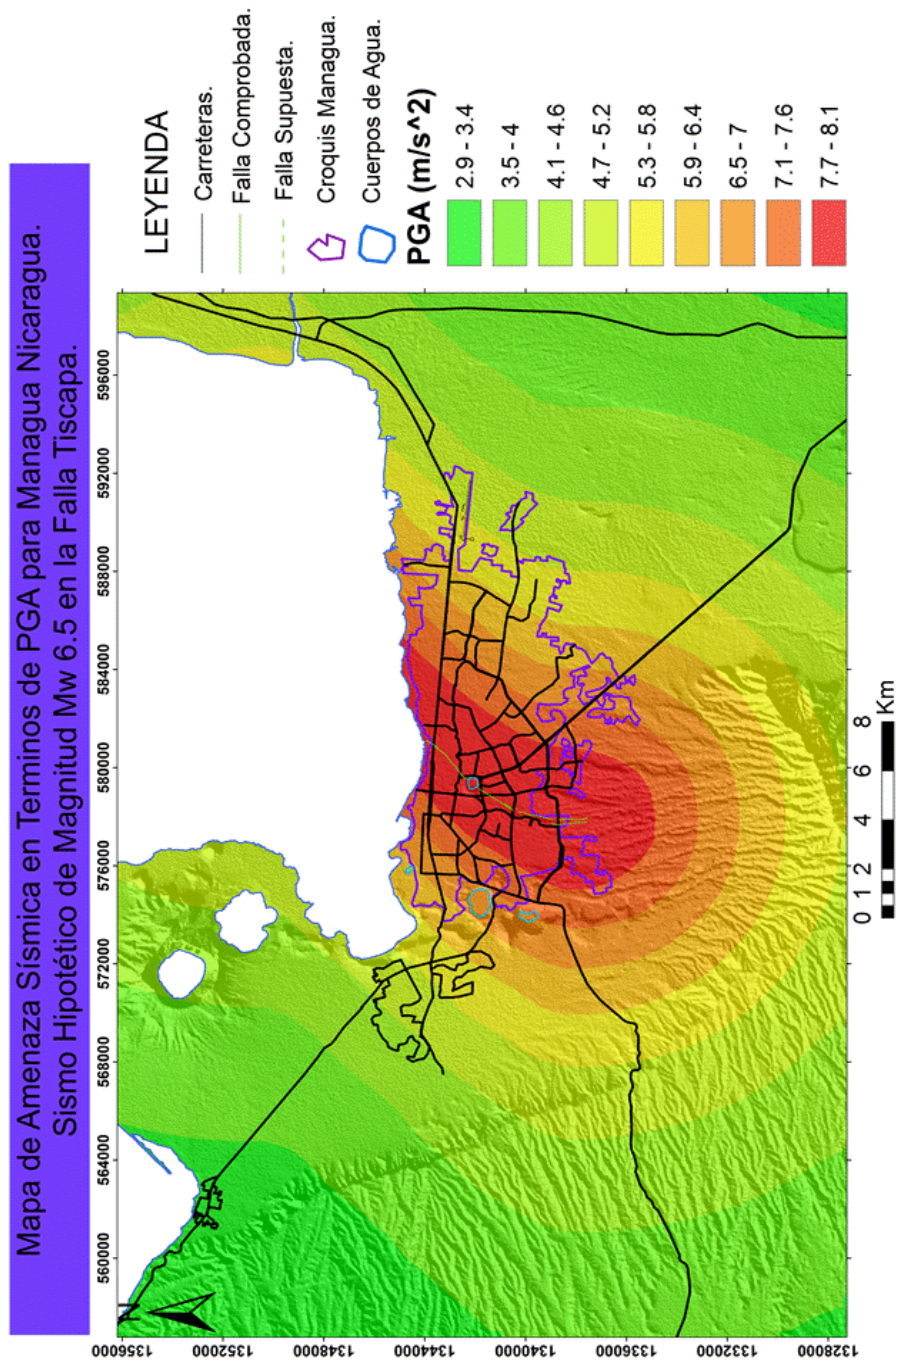 Mapa de Amenaza Sísmica en Terminos de PGA para Managua Nicaragua.
Sismo Hipotético de Magnitud Mw 6.5 en la Falla Tiscapa.
560000 564000 568000 572000 576000 580000 584000 588000 592000 596000
1356000
1352000
1348000
1344000
1340000
1336000
1332000
1328000
N
0 1 2 4 6 8
Km
LEYENDA
Carreteras.
Falla Comprobada.
Falla Supuesta.
Croquis Managua.
Cuerpos de Agua.
PGA (m/s^2)
2.9 - 3.4
3.5 - 4
4.1 - 4.6
4.7 - 5.2
5.3 - 5.8
5.9 - 6.4
6.5 - 7
7.1 - 7.6
7.7 - 8.1